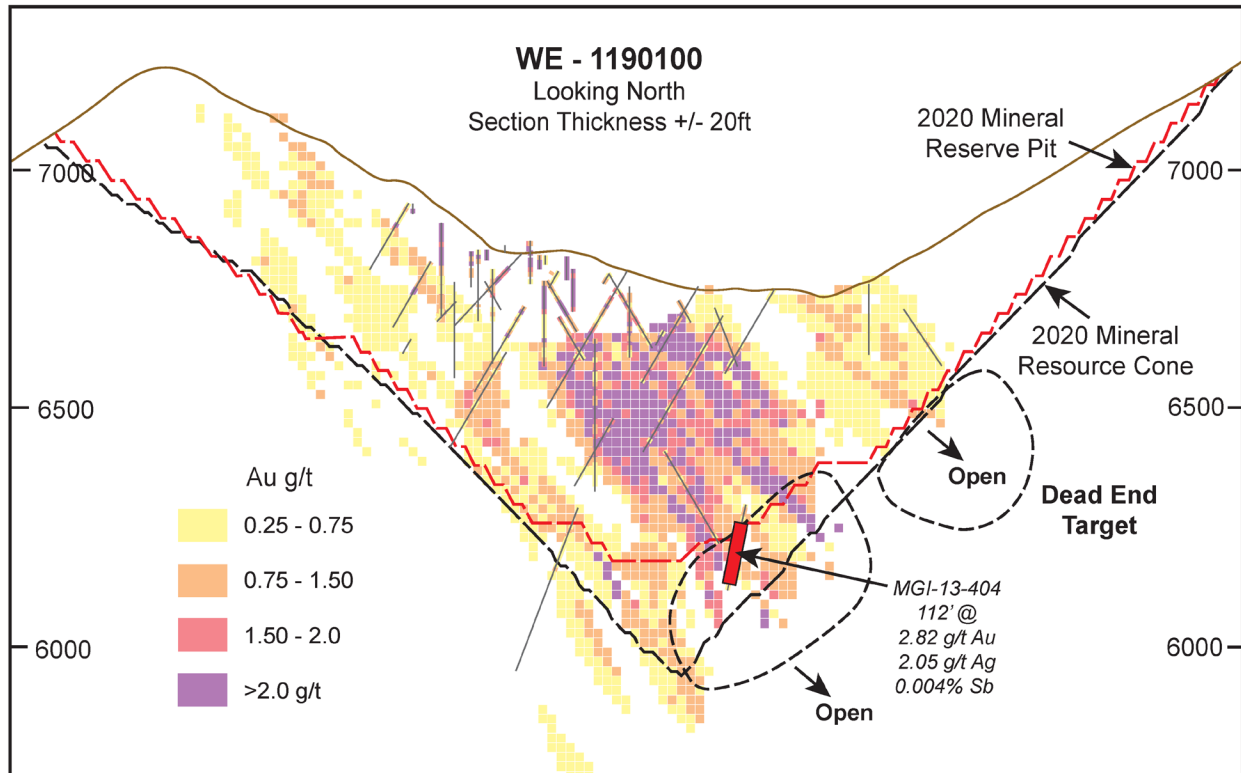 WE - 1190100
Looking North
Section Thickness +/- 20ft
2020 Mineral
Reserve Pit
7000
7000
2020 Mineral
Resource Cone
6500
6500
Open
Dead End
Target
Au g/t
0.25 - 0.75
0.75 - 1.50
1.50 - 2.0
>2.0 g/t
MGI-13-404
112' @
2.82 g/t Au
2.05 g/t Ag
0.004% Sb
6000
6000
Open